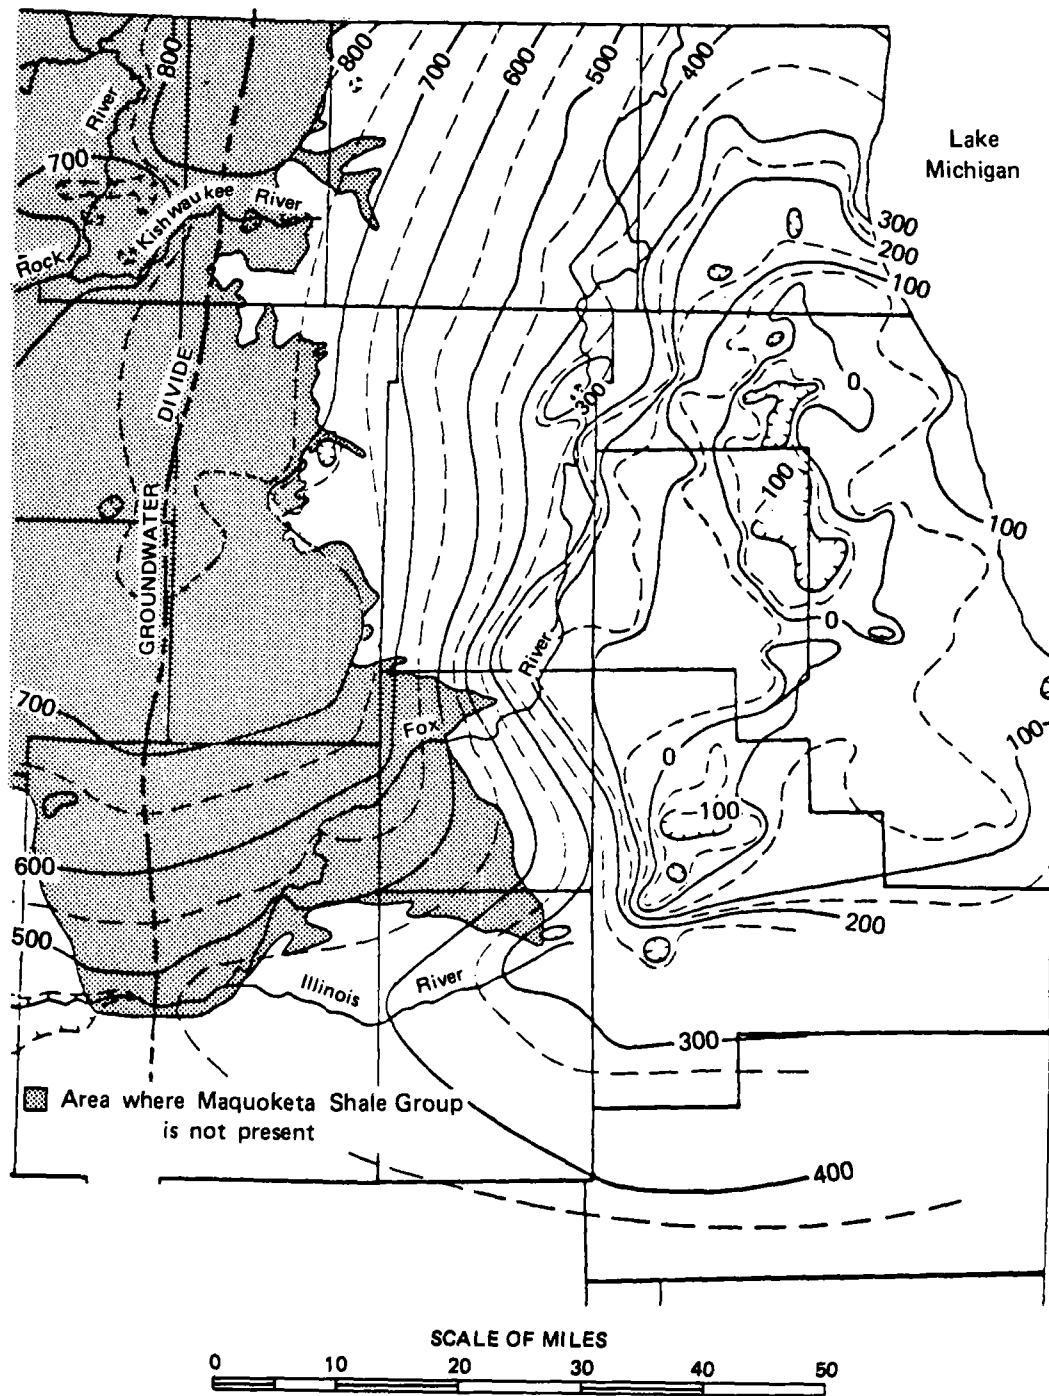 800
800
700
600
500
400
Lake
Michigan
River
700
Kishwaukee
River
Rock
300
200
100
0
300
DIVIDE
GROUNDWATER
100
100
0
River
700
Fox
0
100
-100
600
500
200
Illinois
River
300
Area where Maquoketa Shale Group
is not present
400
SCALE OF MILES
0 10 20 30 40 50